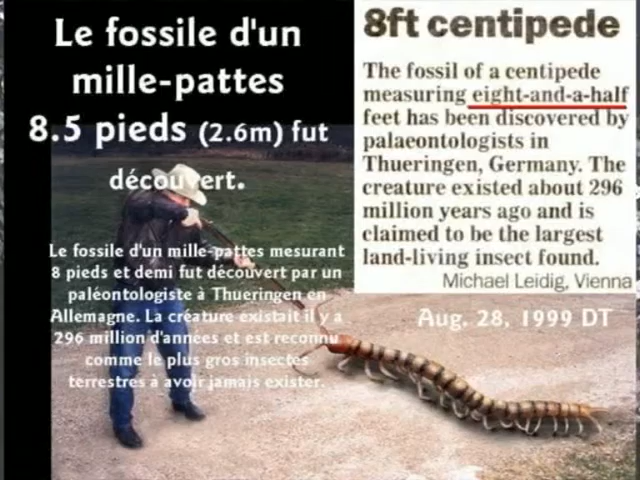 Le fossile d'un
mille-pattes
8.5 pieds (2.6m) fut
découvert.
Le fossile d'un mille-pattes mesurant
8 pieds et demi fut découvert par un
paléontologiste à Thueringen en
Allemagne. La créature existait il y a
296 million d'années et est reconnu
comme le plus gros insectes
terrestres à avoir jamais exister.
8ft centipede
The fossil of a centipede
measuring eight-and-a-half
feet has been discovered by
palaeontologists in
Thueringen, Germany. The
creature existed about 296
million years ago and is
claimed to be the largest
land-living insect found.
Michael Leidig, Vienna
Aug. 28, 1999 DT